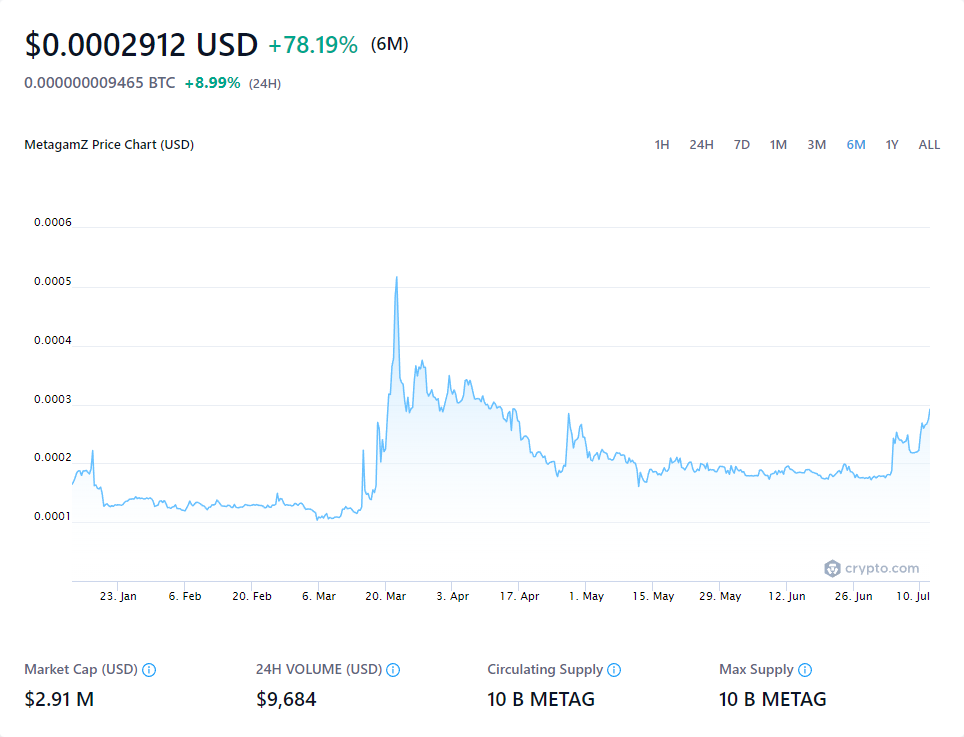 $0.0002912 USD +78.19% (6M)
0.000000009465 BTC +8.99% (24H)
MetagamZ Price Chart (USD) 1H 24H 7D 1M 3M 6M 1Y ALL
0.0006
0.0005
0.0004
0.0003
0.0002
0.0001
crypto.com
23. Jan 6. Feb 20. Feb 6. Mar 20. Mar 3. Apr 17. Apr 1. May 15. May 29. May 12. Jun 26. Jun 10. Jul
Market Cap (USD) 24H VOLUME (USD) Circulating Supply Max Supply
$2.91 M $9,684 10 B METAG 10 B METAG